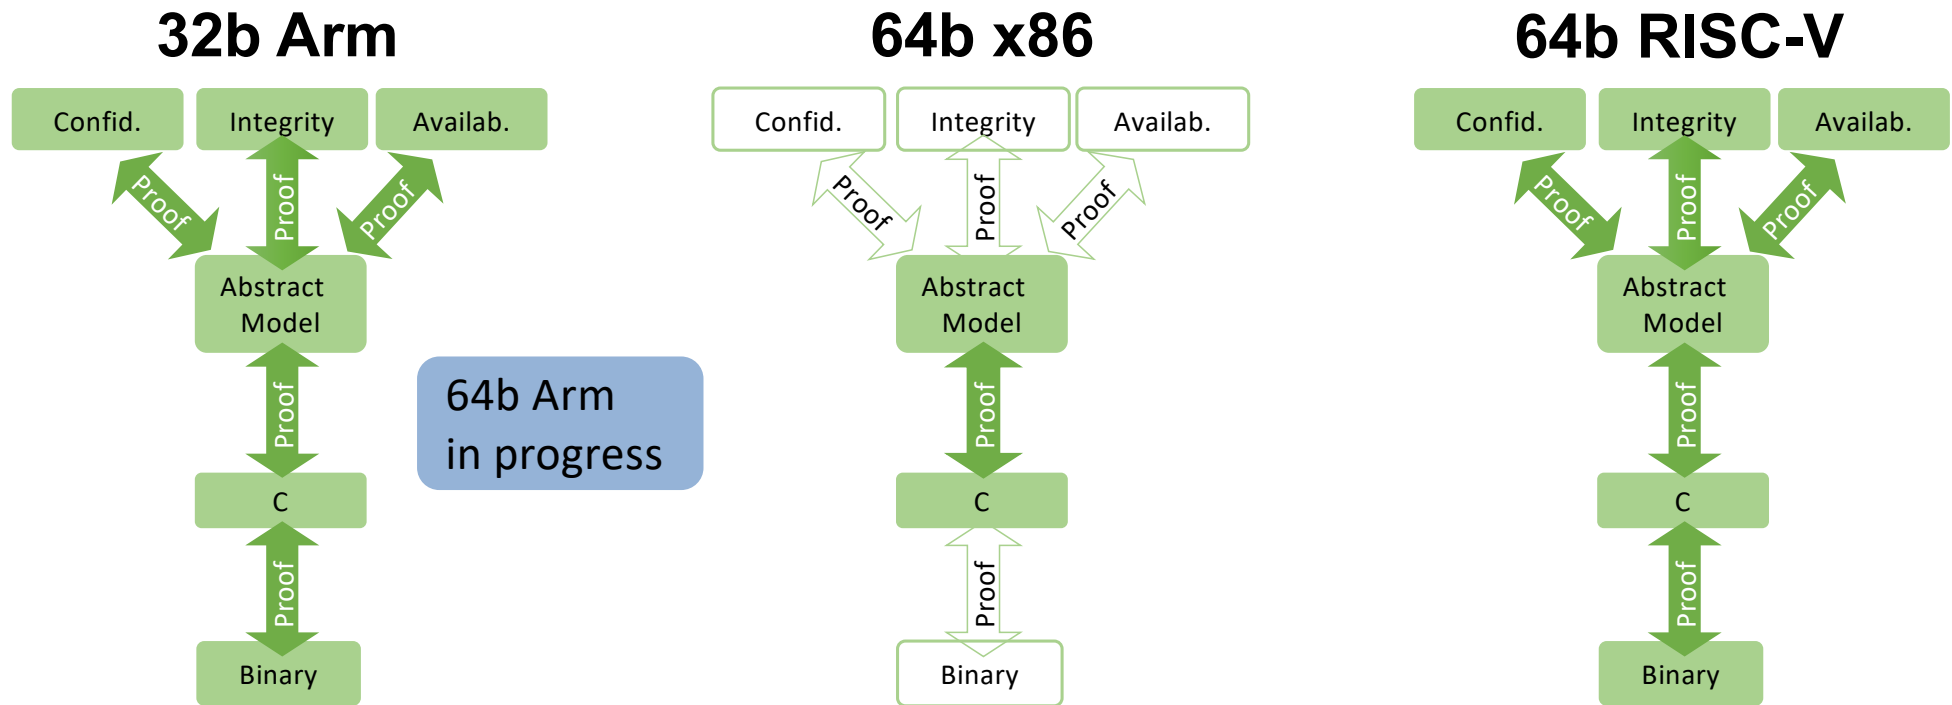 32b Arm
Confid.
Integrity
Availab.
Proof
Proof
Proof
Abstract
Model
Proof
C
Proof
Binary
64b Arm
in progress
64b x86
Confid.
Integrity
Availab.
Proof
Proof
Proof
Abstract
Model
Proof
C
Proof
Binary
64b RISC-V
Confid.
Integrity
Availab.
Proof
Proof
Proof
Abstract
Model
Proof
C
Proof
Binary